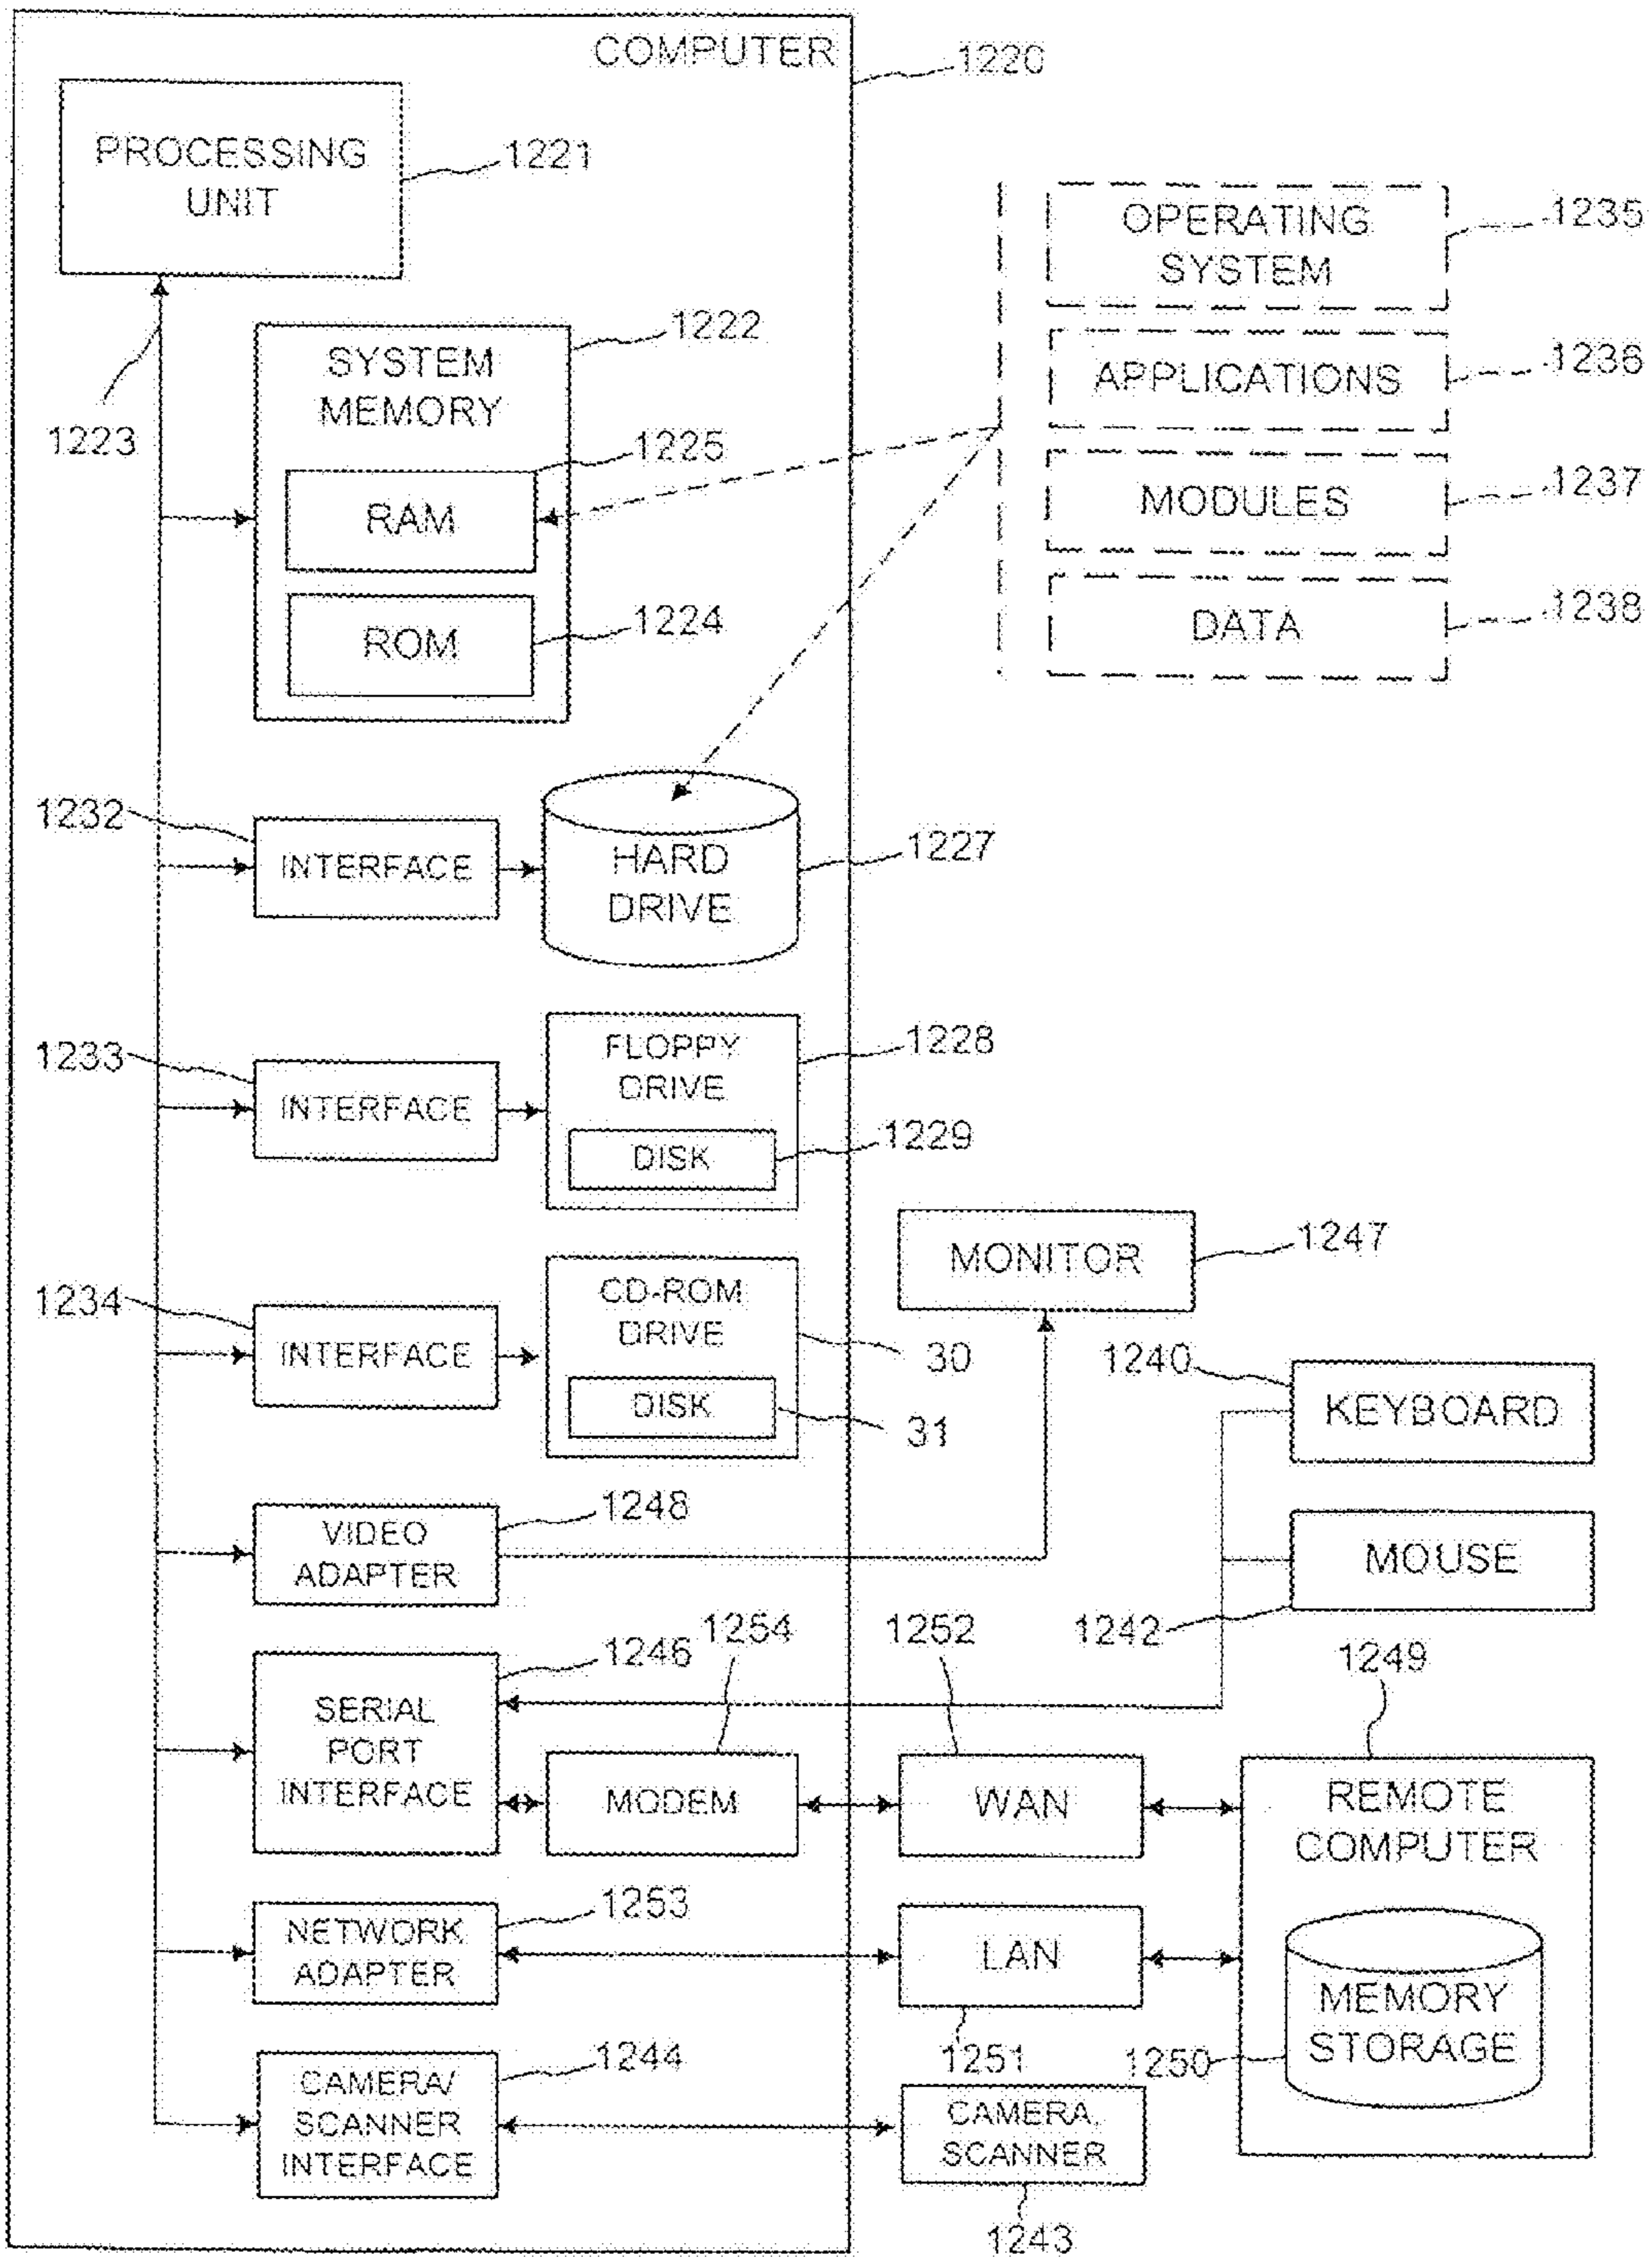 COMPUTER
1220
PROCESSING
UNIT
1221
1223
SYSTEM
MEMORY
1222
RAM
1225
ROM
1224
OPERATING
SYSTEM
1235
APPLICATIONS
1236
MODULES
1237
DATA
1238
1232
INTERFACE
HARD
DRIVE
1227
1233
INTERFACE
FLOPPY
DRIVE
1228
DISK
1229
1234
INTERFACE
CD-ROM
DRIVE
30
DISK
31
MONITOR
1247
1240
KEYBOARD
MOUSE
1242
VIDEO
ADAPTER
1248
1246
SERIAL
PORT
INTERFACE
1254
MODEM
1252
WAN
1249
REMOTE
COMPUTER
MEMORY
STORAGE
1250
NETWORK
ADAPTER
1253
LAN
1251
CAMERA/
SCANNER
INTERFACE
1244
CAMERA
SCANNER
1243